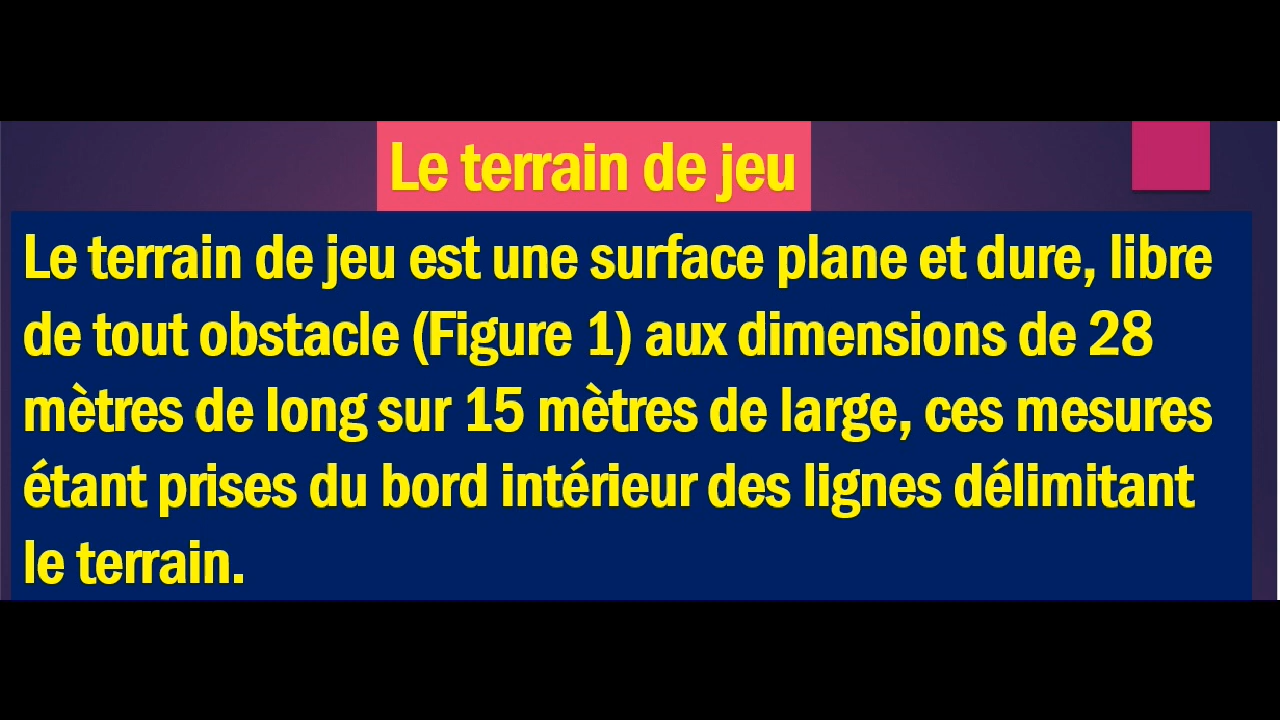 Le terrain de jeu
Le terrain de jeu est une surface plane et dure, libre
de tout obstacle (Figure 1) aux dimensions de 28
mètres de long sur 15 mètres de large, ces mesures
étant prises du bord intérieur des lignes délimitant
le terrain.